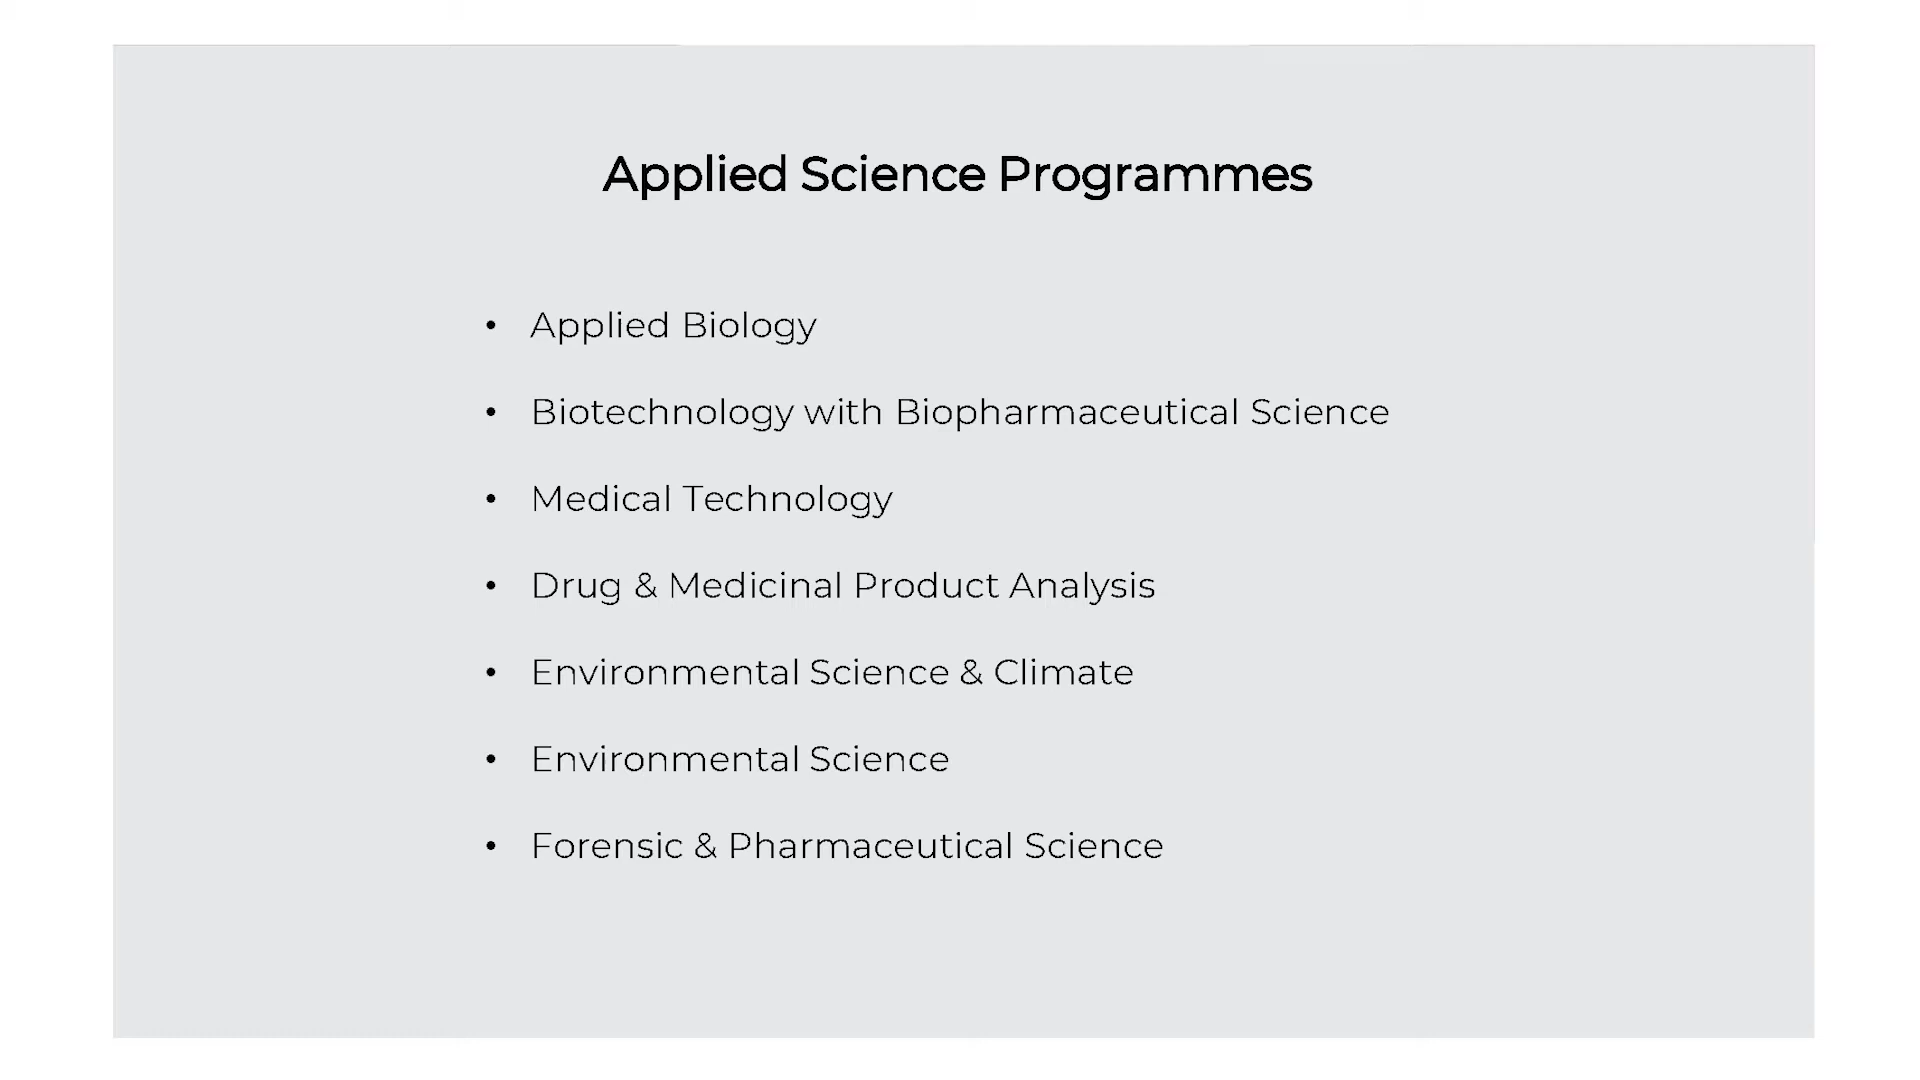 Applied Science Programmes
• Applied Biology
• Biotechnology with Biopharmaceutical Science
• Medical Technology
• Drug & Medicinal Product Analysis
• Environmental Science & Climate
• Environmental Science
• Forensic & Pharmaceutical Science